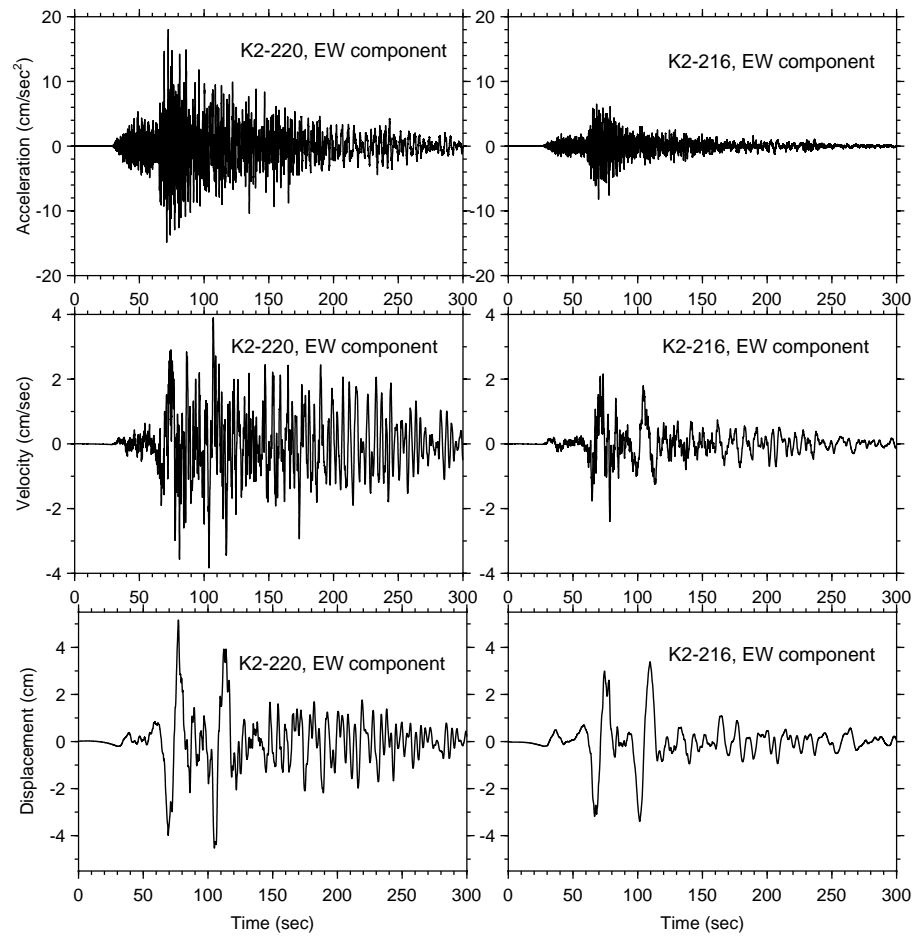 20
10
0
-10
-20
Acceleration (cm/sec²)
K2-220, EW component
0 50 100 150 200 250 300
20
10
0
-10
-20
K2-216, EW component
0 50 100 150 200 250 300
4
2
0
-2
-4
Velocity (cm/sec)
K2-220, EW component
0 50 100 150 200 250 300
4
2
0
-2
-4
K2-216, EW component
0 50 100 150 200 250 300
4
2
0
-2
-4
Displacement (cm)
K2-220, EW component
0 50 100 150 200 250 300
Time (sec)
4
2
0
-2
-4
K2-216, EW component
0 50 100 150 200 250 300
Time (sec)